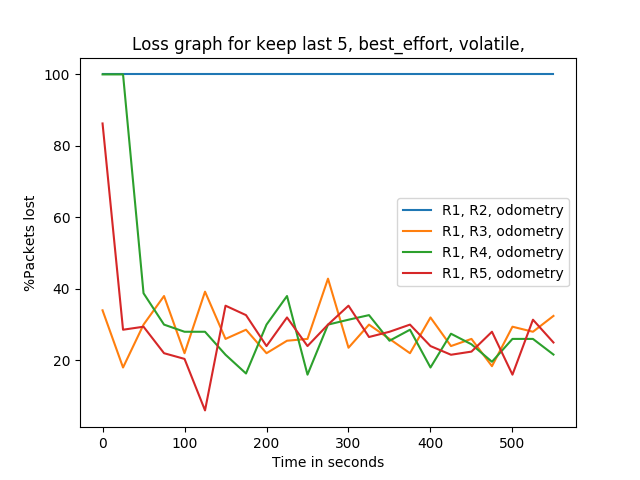 Loss graph for keep last 5, best_effort, volatile,
100
80
60
40
20
%Packets lost
R1, R2, odometry
R1, R3, odometry
R1, R4, odometry
R1, R5, odometry
0 100 200 300 400 500
Time in seconds